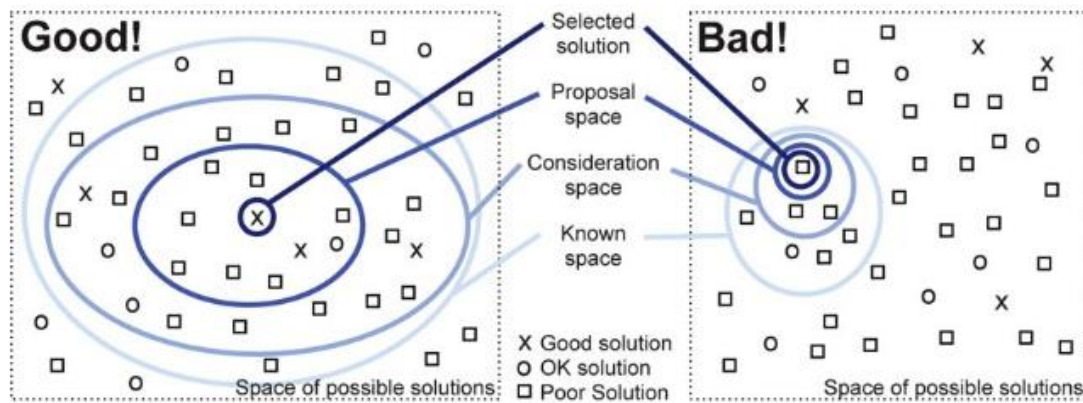 Good!
Selected
solution
Proposal
space
Consideration
space
Known
space
X Good solution
O OK solution
□ Poor Solution
Space of possible solutions
Bad!
Space of possible solutions